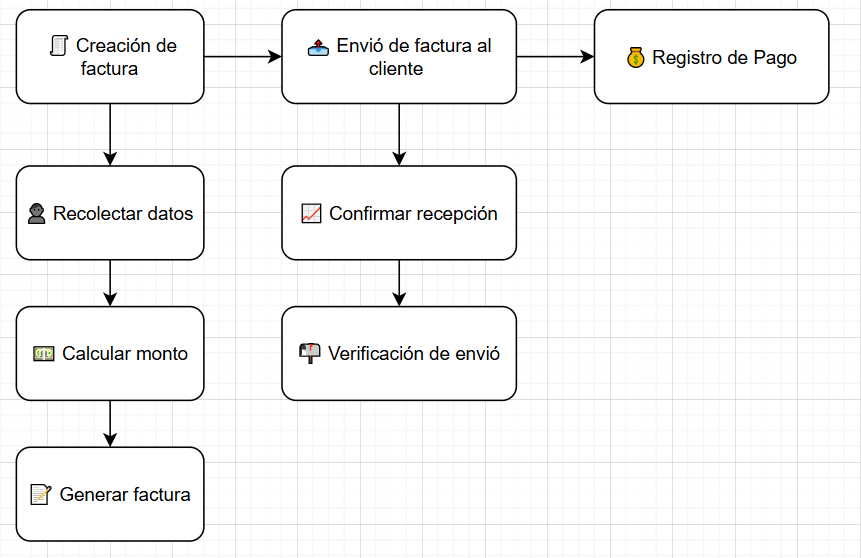 📜 Creación de
factura
📤 Envió de factura al
cliente
💰 Registro de Pago
👤 Recolectar datos
📈 Confirmar recepción
💵 Calcular monto
📬 Verificación de envió
📝 Generar factura